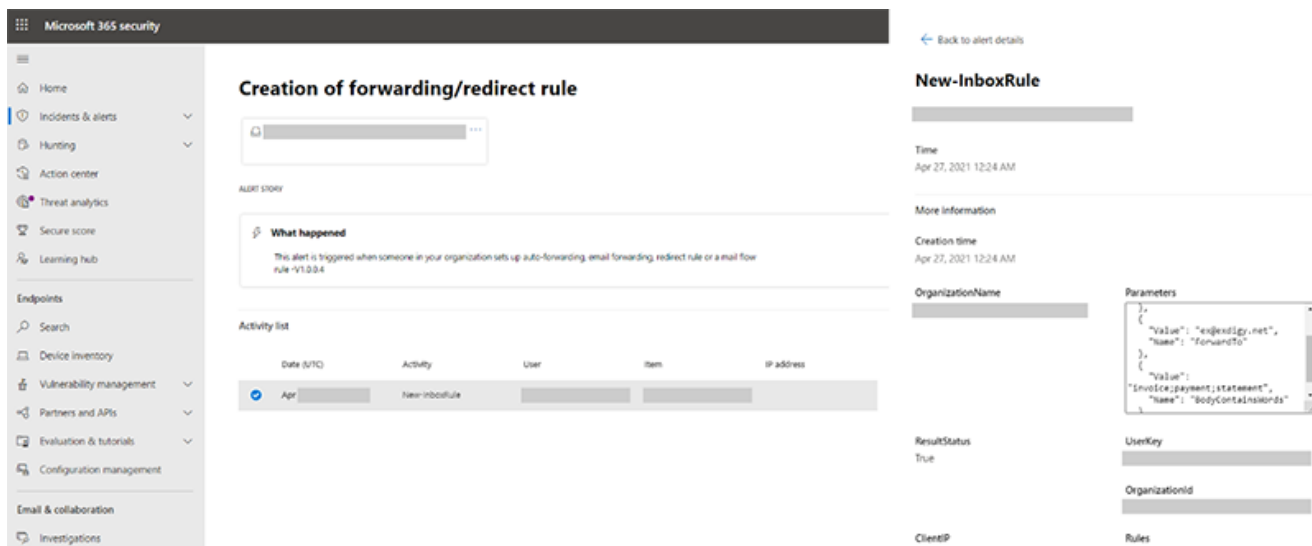 Microsoft 365 security
Home
Incidents & alerts
Hunting
Action center
Threat analytics
Secure score
Learning hub
Endpoints
Search
Device inventory
Vulnerability management
Partners and APIs
Evaluation & tutorials
Configuration management
Email & collaboration
Investigations
Creation of forwarding/redirect rule
...
ALERT STORY
What happened
This alert is triggered when someone in your organization sets up auto-forwarding, email forwarding, redirect rule or a mail flow
rule -V1.0.0.4
Activity list
Date (UTC) Activity User Item IP address
Apr New-InboxRule
Back to alert details
New-InboxRule
Time
Apr 27, 2021 12:24 AM
More information
Creation time
Apr 27, 2021 12:24 AM
OrganizationName
Parameters
},
{
"Value": "ex@exdigy.net",
"Name": "ForwardTo"
},
{
"Value":
"invoice;payment;statement",
"Name": "BodyContainsWords"
}
ResultStatus
True
UserKey
OrganizationId
ClientIP
Rules